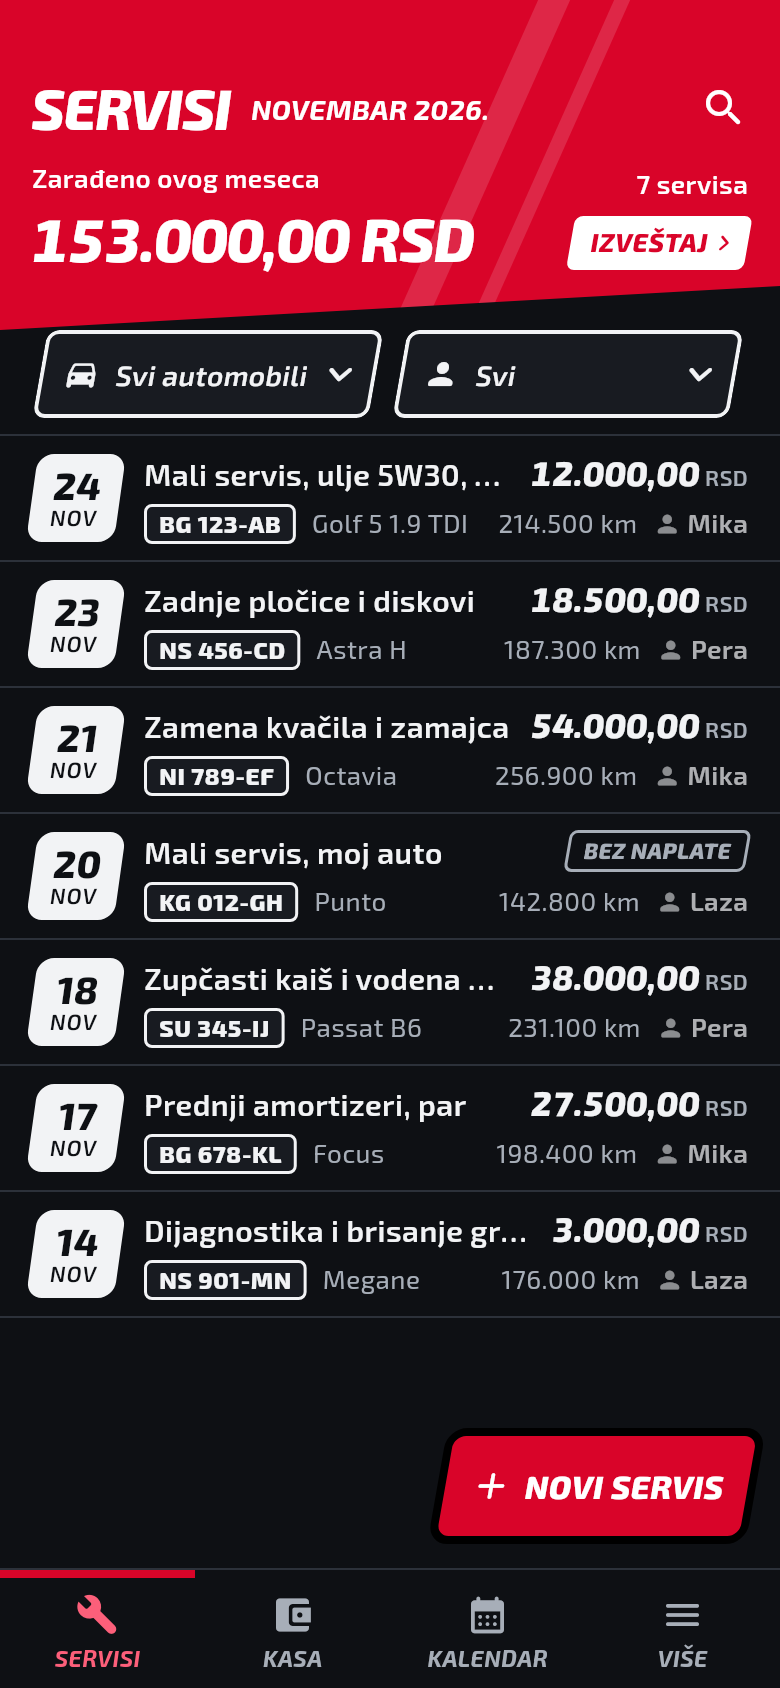 SERVISI NOVEMBAR 2026.
Zarađeno ovog meseca
7 servisa
153.000,00 RSD
IZVEŠTAJ
Svi automobili
Svi
24 NOV
Mali servis, ulje 5W30, ... 12.000,00 RSD
BG 123-AB Golf 5 1.9 TDI 214.500 km Mika
23 NOV
Zadnje pločice i diskovi 18.500,00 RSD
NS 456-CD Astra H 187.300 km Pera
21 NOV
Zamena kvačila i zamajca 54.000,00 RSD
NI 789-EF Octavia 256.900 km Mika
20 NOV
Mali servis, moj auto BEZ NAPLATE
KG 012-GH Punto 142.800 km Laza
18 NOV
Zupčasti kaiš i vodena ... 38.000,00 RSD
SU 345-IJ Passat B6 231.100 km Pera
17 NOV
Prednji amortizeri, par 27.500,00 RSD
BG 678-KL Focus 198.400 km Mika
14 NOV
Dijagnostika i brisanje gr... 3.000,00 RSD
NS 901-MN Megane 176.000 km Laza
+ NOVI SERVIS
SERVISI KASA KALENDAR VIŠE